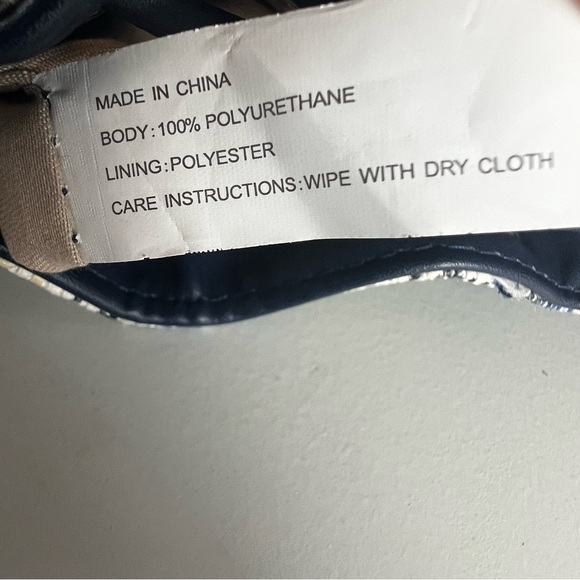 MADE IN CHINA
BODY:100% POLYURETHANE
LINING:POLYESTER
CARE INSTRUCTIONS:WIPE WITH DRY CLOTH